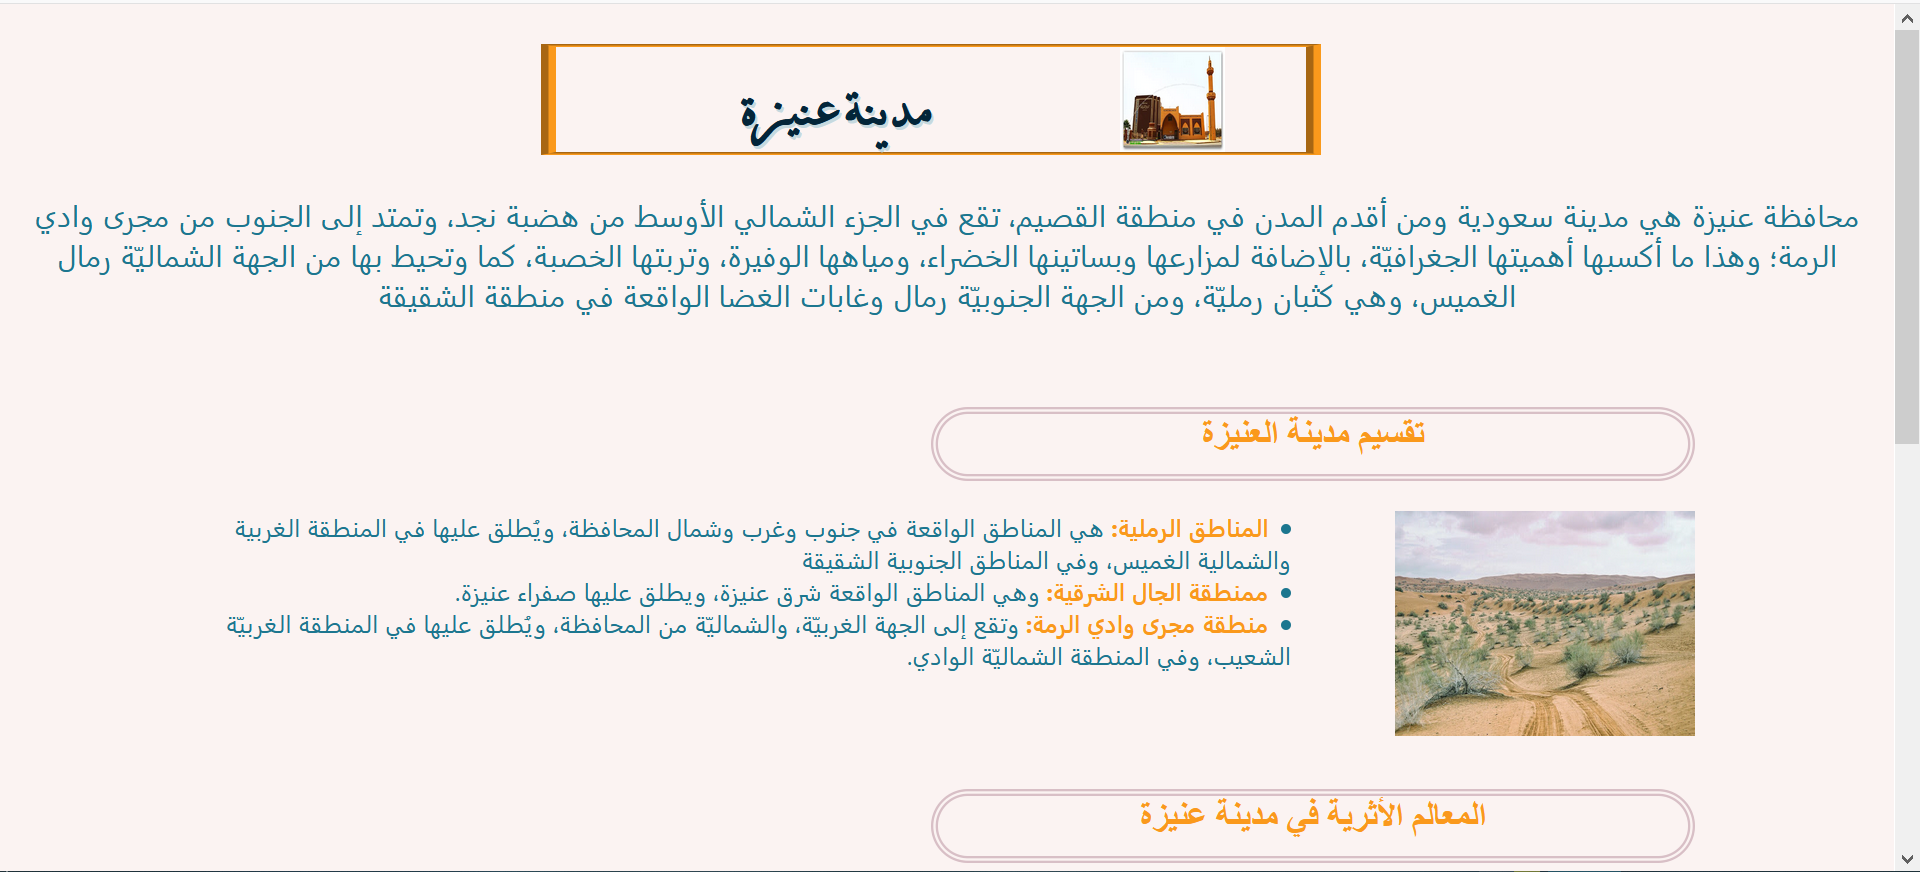 مدينة عنيزة
محافظة عنيزة هي مدينة سعودية ومن أقدم المدن في منطقة القصيم، تقع في الجزء الشمالي الأوسط من هضبة نجد، وتمتد إلى الجنوب من مجرى وادي
الرمة؛ وهذا ما أكسبها أهميتها الجغرافيّة، بالإضافة لمزارعها وبساتينها الخضراء، ومياهها الوفيرة، وتربتها الخصبة، كما وتحيط بها من الجهة الشماليّة رمال
الغميس، وهي كثبان رمليّة، ومن الجهة الجنوبيّة رمال وغابات الغضا الواقعة في منطقة الشقيقة
تقسيم مدينة العنيزة
• المناطق الرملية: هي المناطق الواقعة في جنوب وغرب وشمال المحافظة، ويُطلق عليها في المنطقة الغربية
والشمالية الغميس، وفي المناطق الجنوبية الشقيقة
• ممنطقة الجال الشرقية: وهي المناطق الواقعة شرق عنيزة، ويطلق عليها صفراء عنيزة.
• منطقة مجرى وادي الرمة: وتقع إلى الجهة الغربيّة، والشماليّة من المحافظة، ويُطلق عليها في المنطقة الغربيّة
الشعيب، وفي المنطقة الشماليّة الوادي.
المعالم الأثرية في مدينة عنيزة